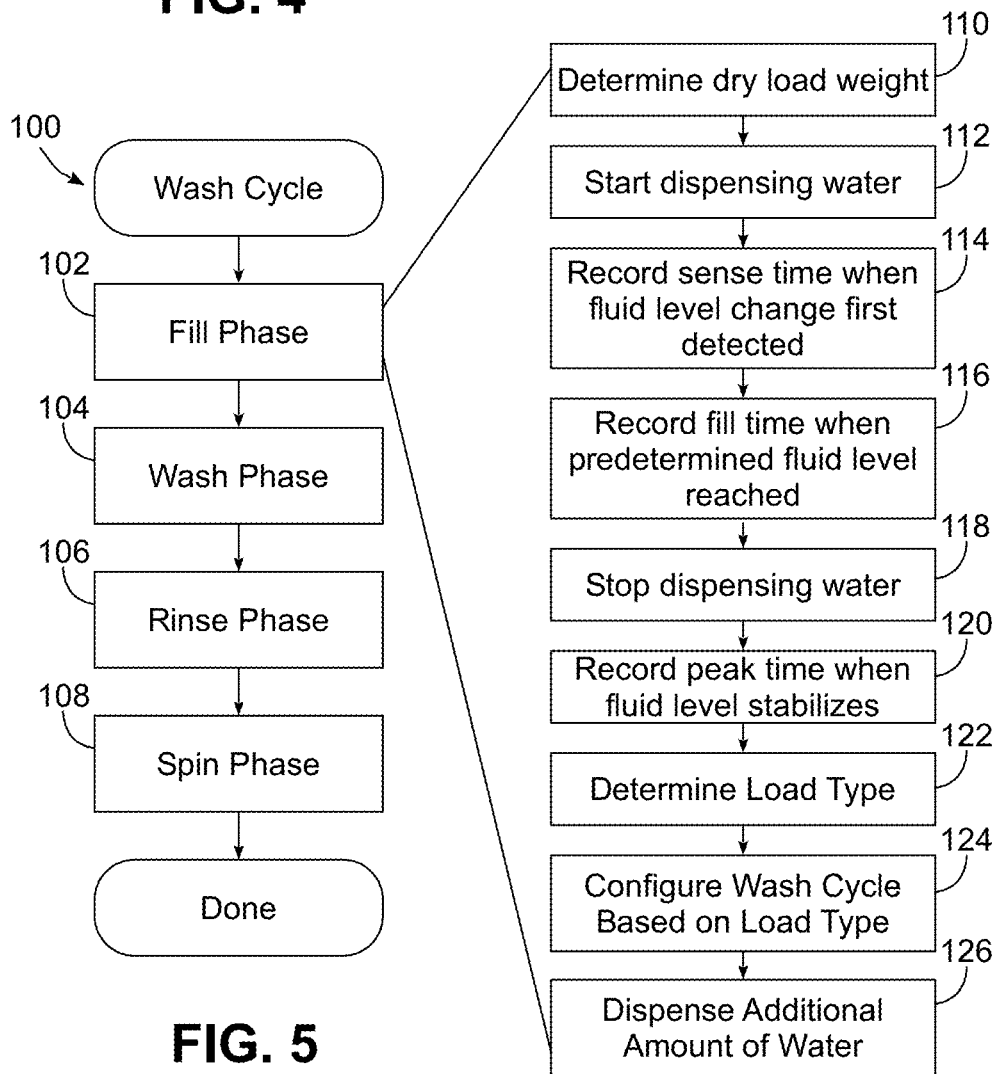 FIG. 4
100
Wash Cycle
102
Fill Phase
104
Wash Phase
106
Rinse Phase
108
Spin Phase
Done
FIG. 5
110
Determine dry load weight
112
Start dispensing water
114
Record sense time when
fluid level change first
detected
116
Record fill time when
predetermined fluid level
reached
118
Stop dispensing water
120
Record peak time when
fluid level stabilizes
122
Determine Load Type
124
Configure Wash Cycle
Based on Load Type
126
Dispense Additional
Amount of Water